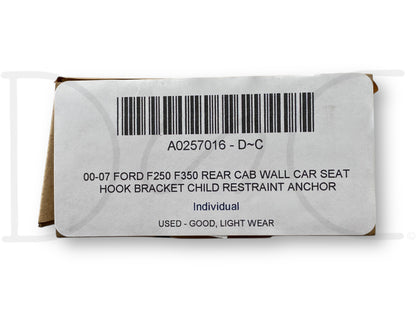 A0257016 - D~C
00-07 FORD F250 F350 REAR CAB WALL CAR SEAT
HOOK BRACKET CHILD RESTRAINT ANCHOR
Individual
USED - GOOD, LIGHT WEAR